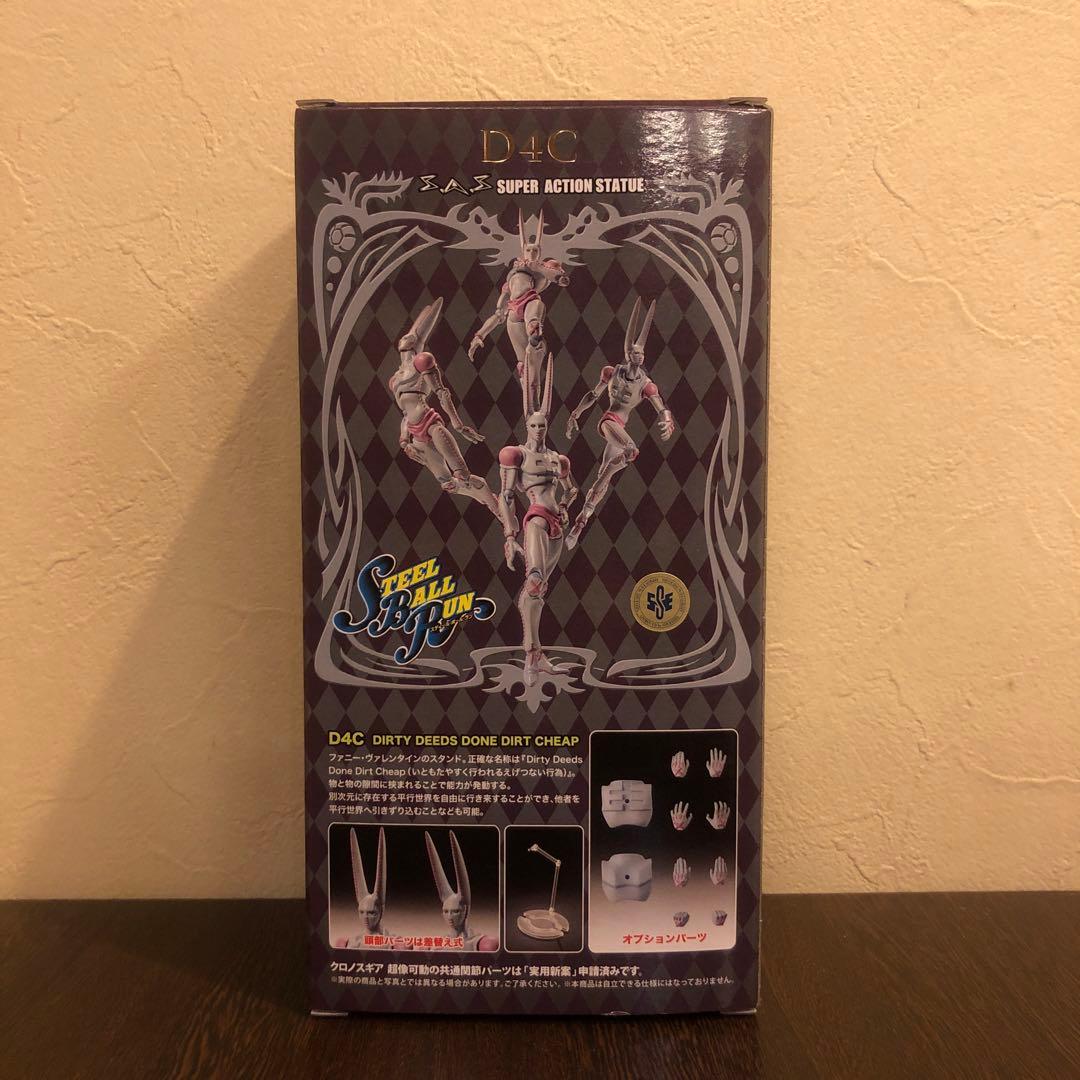 D4C
S.A.S SUPER ACTION STATUE
STEEL
BALL
RUN
D4C DIRTY DEEDS DONE DIRT CHEAP
ファニー・ヴァレンタインのスタンド。正確な名称は『Dirty Deeds
Done Dirt Cheap（いともたやすく行われるえげつない行為）』。
物と物の隙間に挟まれることで能力が発動する。
別次元に存在する平行世界を自由に行き来することができ、他者を
平行世界へ引きずり込むことなども可能。
頭部パーツは差替え式
オプションパーツ
クロノスギア 超像可動の共通関節パーツは「実用新案」申請済みです。
※実際の商品と写真とでは異なる場合があります。ご了承ください。※本商品は自立できる仕様にはなっておりません。